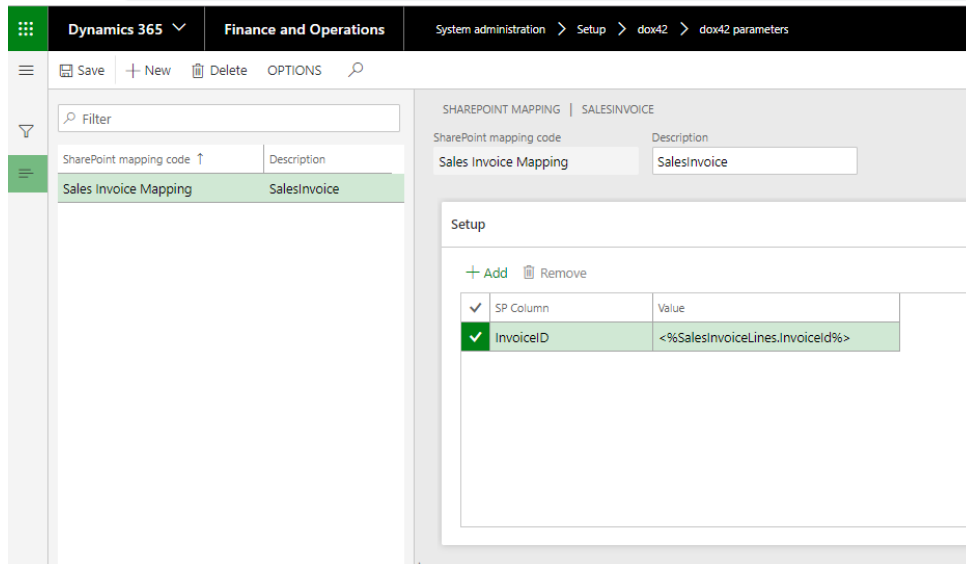 Dynamics 365 Finance and Operations System administration > Setup > dox42 > dox42 parameters
Save New Delete OPTIONS
Filter
SharePoint mapping code ↑ Description
Sales Invoice Mapping SalesInvoice
SHAREPOINT MAPPING | SALESINVOICE
SharePoint mapping code Description
Sales Invoice Mapping SalesInvoice
Setup
Add Remove
SP Column Value
InvoiceID <%SalesInvoiceLines.InvoiceId%>